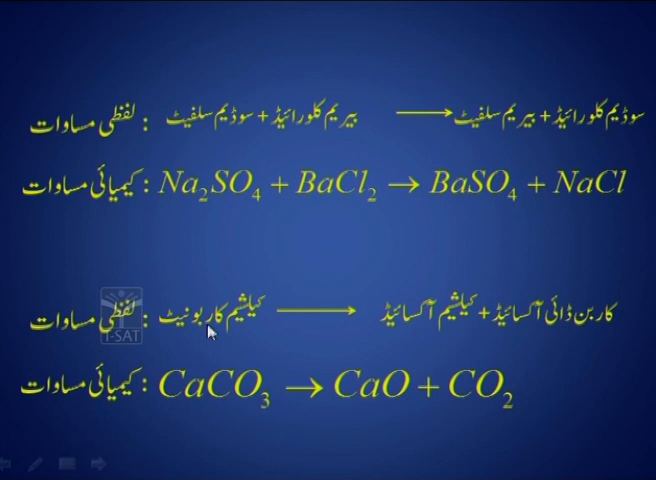 لفظی مساوات : سوڈیم سلفیٹ + بیریم کلورائیڈ ⟶ بیریم سلفیٹ + سوڈیم کلورائیڈ
کیمیائی مساوات : Na₂SO₄ + BaCl₂ → BaSO₄ + NaCl
لفظی مساوات : کیلشیم کاربونیٹ ⟶ کیلشیم آکسائیڈ + کاربن ڈائی آکسائیڈ
T-SAT
کیمیائی مساوات : CaCO₃ → CaO + CO₂